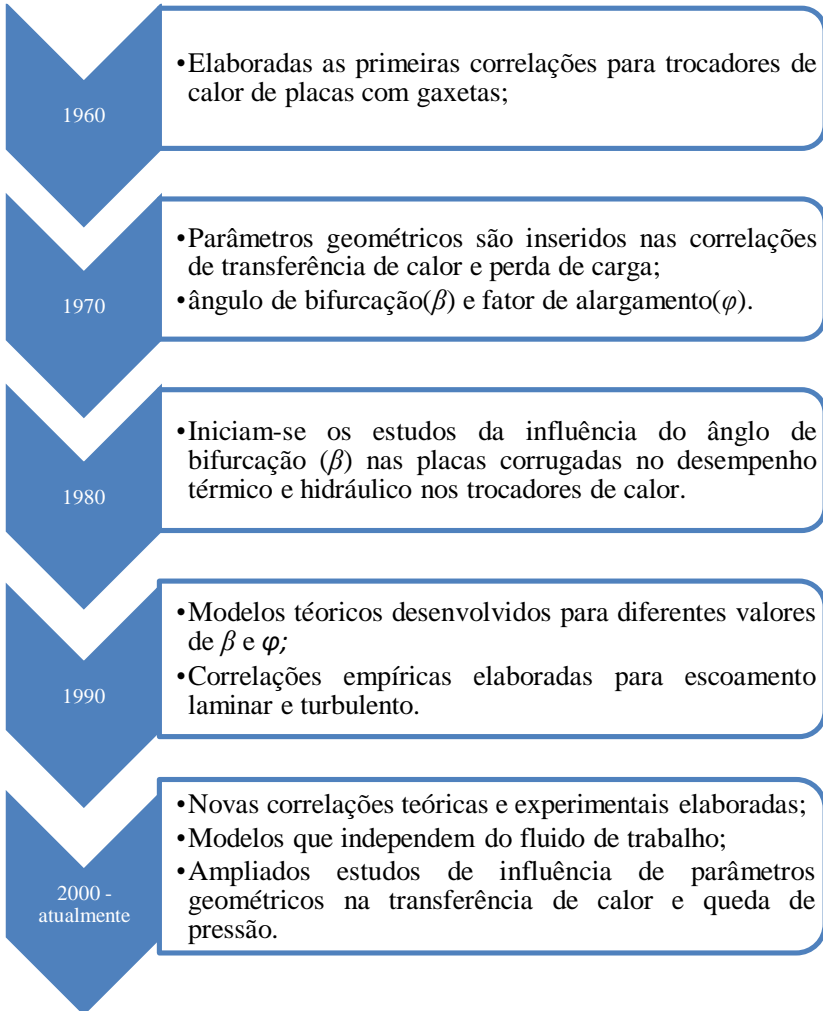 1960
•Elaboradas as primeiras correlações para trocadores de
calor de placas com gaxetas;
1970
•Parâmetros geométricos são inseridos nas correlações
de transferência de calor e perda de carga;
•ângulo de bifurcação(β) e fator de alargamento(φ).
1980
•Iniciam-se os estudos da influência do ânglo de
bifurcação (β) nas placas corrugadas no desempenho
térmico e hidráulico nos trocadores de calor.
1990
•Modelos téoricos desenvolvidos para diferentes valores
de β e φ;
•Correlações empíricas elaboradas para escoamento
laminar e turbulento.
2000 -
atualmente
•Novas correlações teóricas e experimentais elaboradas;
•Modelos que independem do fluido de trabalho;
•Ampliados estudos de influência de parâmetros
geométricos na transferência de calor e queda de
pressão.